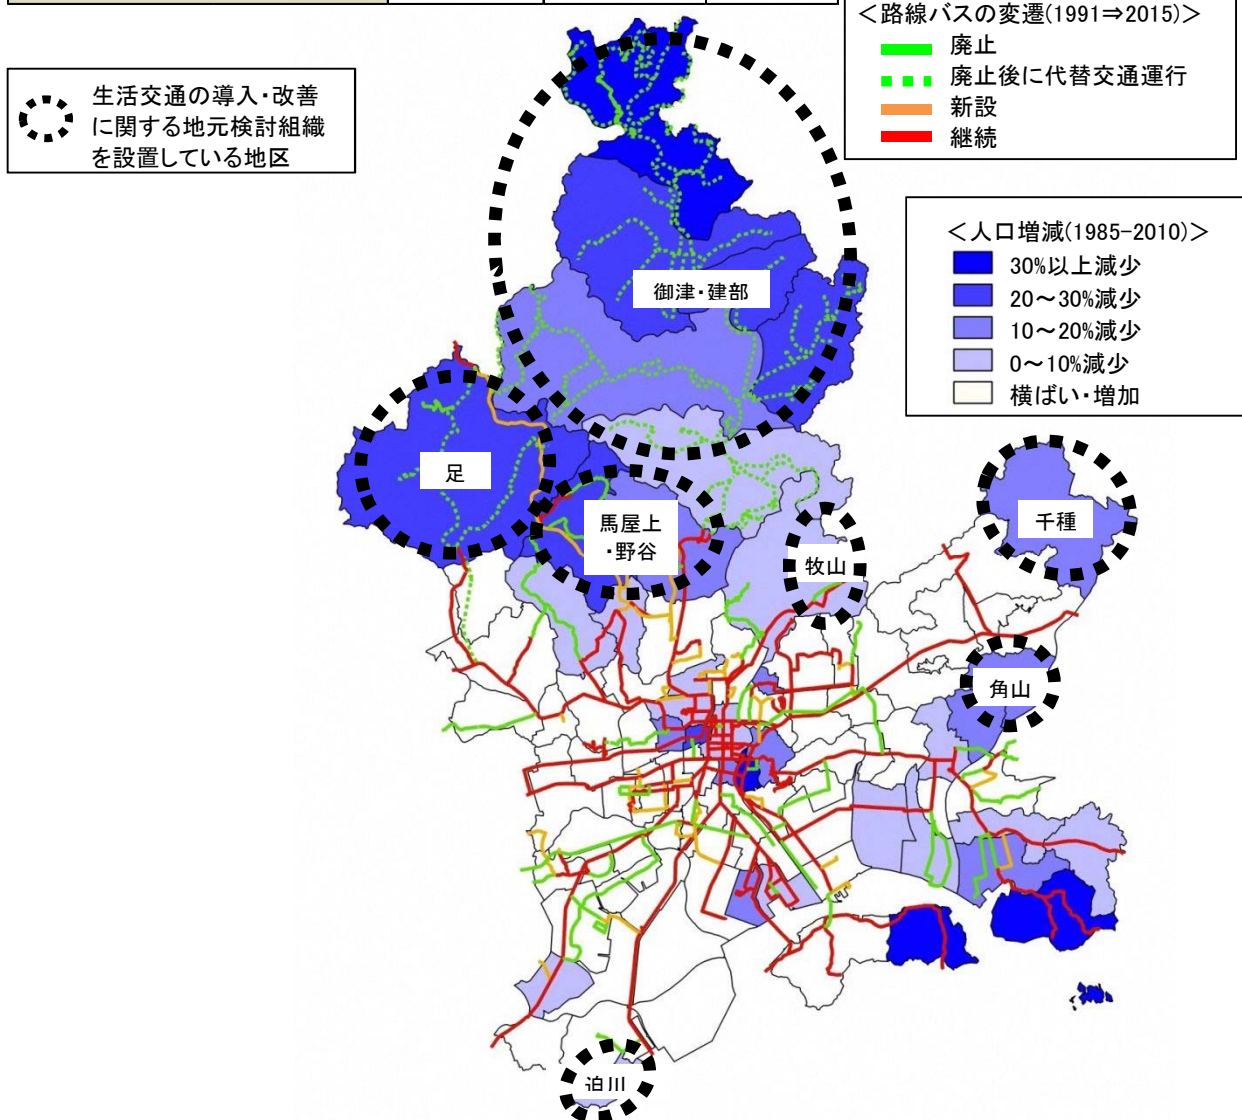 ＜路線バスの変遷(1991⇒2015)＞
廃止
廃止後に代替交通運行
新設
継続
生活交通の導入・改善
に関する地元検討組織
を設置している地区
＜人口増減(1985-2010)＞
30%以上減少
20～30%減少
10～20%減少
0～10%減少
横ばい・増加
御津・建部
足
馬屋上
・野谷
牧山
千種
角山
迫川